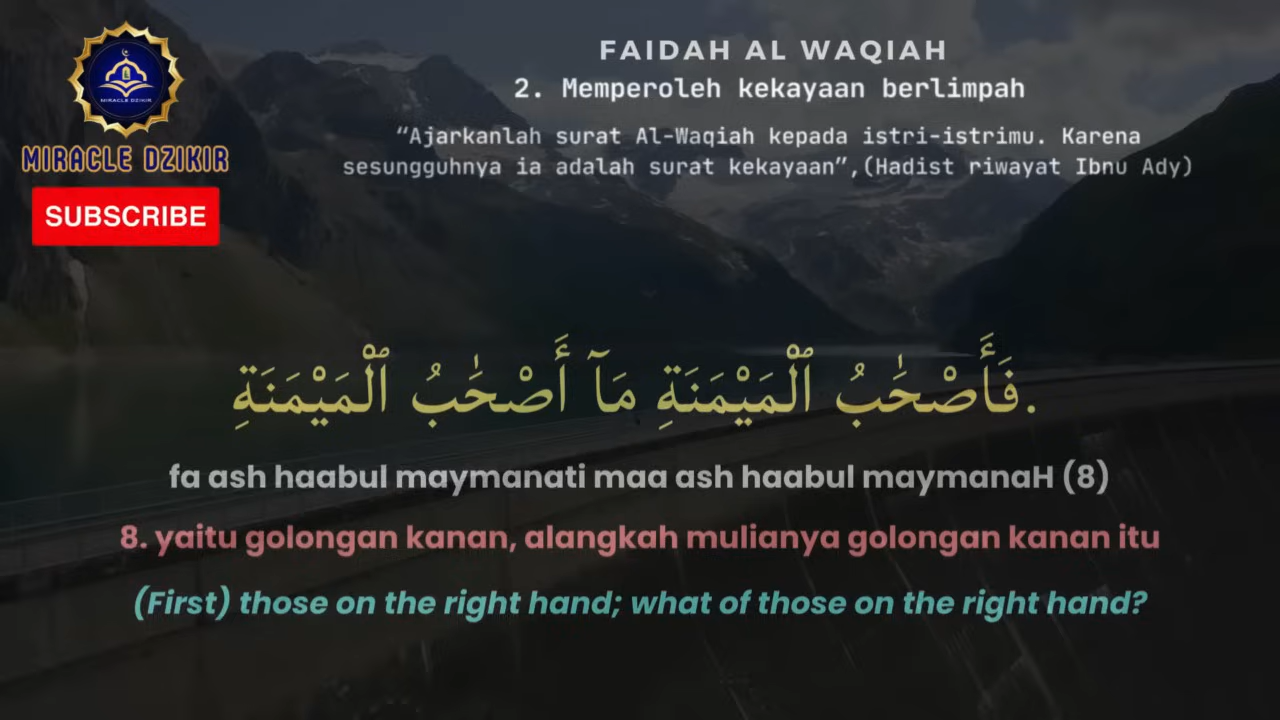 MIRACLE DZIKIR
MIRACLE DZIKIR
SUBSCRIBE
FAIDAH AL WAQIAH
2. Memperoleh kekayaan berlimpah
“Ajarkanlah surat Al-Waqiah kepada istri-istrimu. Karena
sesungguhnya ia adalah surat kekayaan”,(Hadist riwayat Ibnu Ady)
فَأَصْحَٰبُ ٱلْمَيْمَنَةِ مَآ أَصْحَٰبُ ٱلْمَيْمَنَةِ.
fa ash haabul maymanati maa ash haabul maymanaH (8)
8. yaitu golongan kanan, alangkah mulianya golongan kanan itu
(First) those on the right hand; what of those on the right hand?